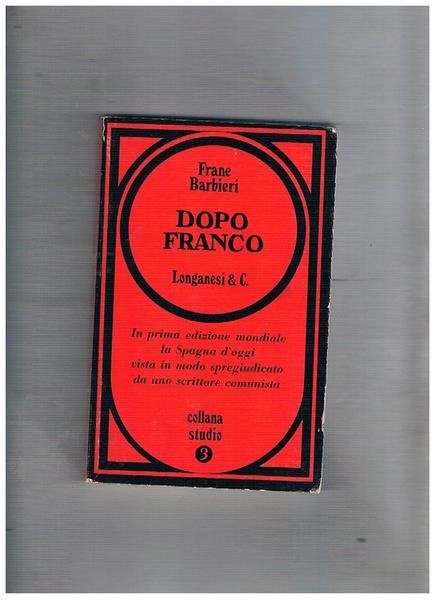 Frane
Barbieri
DOPO
FRANCO
Longanesi & C.
In prima edizione mondiale
la Spagna d'oggi
vista in modo spregiudicato
da uno scrittore comunista
collana
studio
3